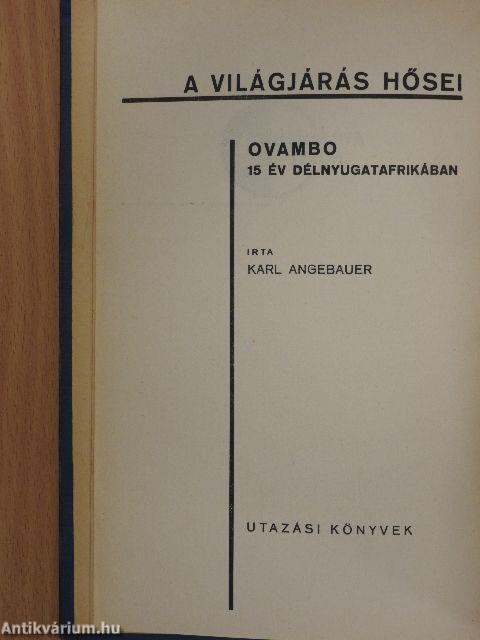 A VILÁGJÁRÁS HŐSEI
OVAMBO
15 ÉV DÉLNYUGATAFRIKÁBAN
IRTA
KARL ANGEBAUER
UTAZÁSI KÖNYVEK
Antikvárium.hu